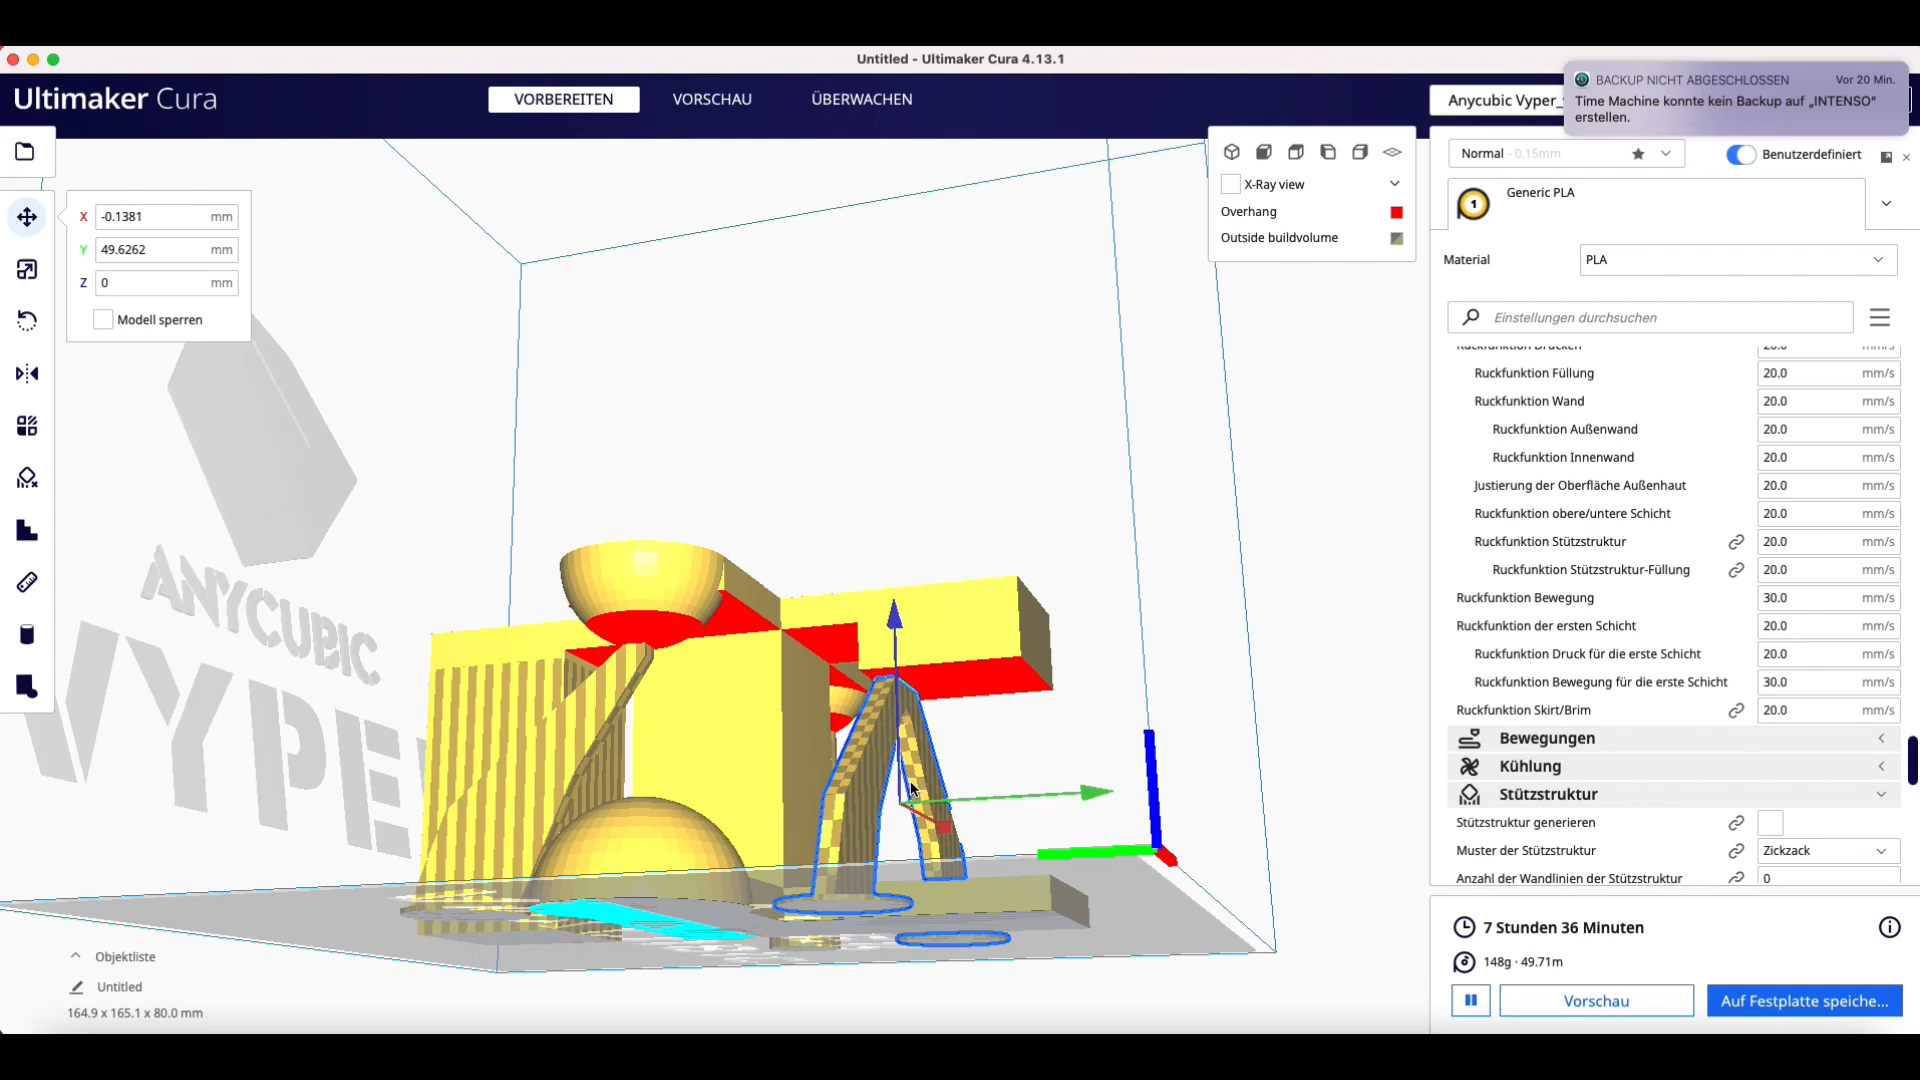 Untitled - Ultimaker Cura 4.13.1
Ultimaker Cura
VORBEREITEN
VORSCHAU
ÜBERWACHEN
Anycubic Vyper_
BACKUP NICHT ABGESCHLOSSEN
Vor 20 Min.
Time Machine konnte kein Backup auf „INTENSO“
erstellen.
X -0.1381 mm
Y 49.6262 mm
Z 0 mm
Modell sperren
X-Ray view
Overhang
Outside buildvolume
Normal - 0.15mm
Benutzerdefiniert
1
Generic PLA
Material
PLA
Einstellungen durchsuchen
Ruckfunktion Drucken 20.0 mm/s
Ruckfunktion Füllung 20.0 mm/s
Ruckfunktion Wand 20.0 mm/s
Ruckfunktion Außenwand 20.0 mm/s
Ruckfunktion Innenwand 20.0 mm/s
Justierung der Oberfläche Außenhaut 20.0 mm/s
Ruckfunktion obere/untere Schicht 20.0 mm/s
Ruckfunktion Stützstruktur 20.0 mm/s
Ruckfunktion Stützstruktur-Füllung 20.0 mm/s
Ruckfunktion Bewegung 30.0 mm/s
Ruckfunktion der ersten Schicht 20.0 mm/s
Ruckfunktion Druck für die erste Schicht 20.0 mm/s
Ruckfunktion Bewegung für die erste Schicht 30.0 mm/s
Ruckfunktion Skirt/Brim 20.0 mm/s
Bewegungen
Kühlung
Stützstruktur
Stützstruktur generieren
Muster der Stützstruktur Zickzack
Anzahl der Wandlinien der Stützstruktur 0
7 Stunden 36 Minuten
148g · 49.71m
Vorschau
Auf Festplatte speiche...
ANYCUBIC
VYPE
Objektliste
Untitled
164.9 x 165.1 x 80.0 mm